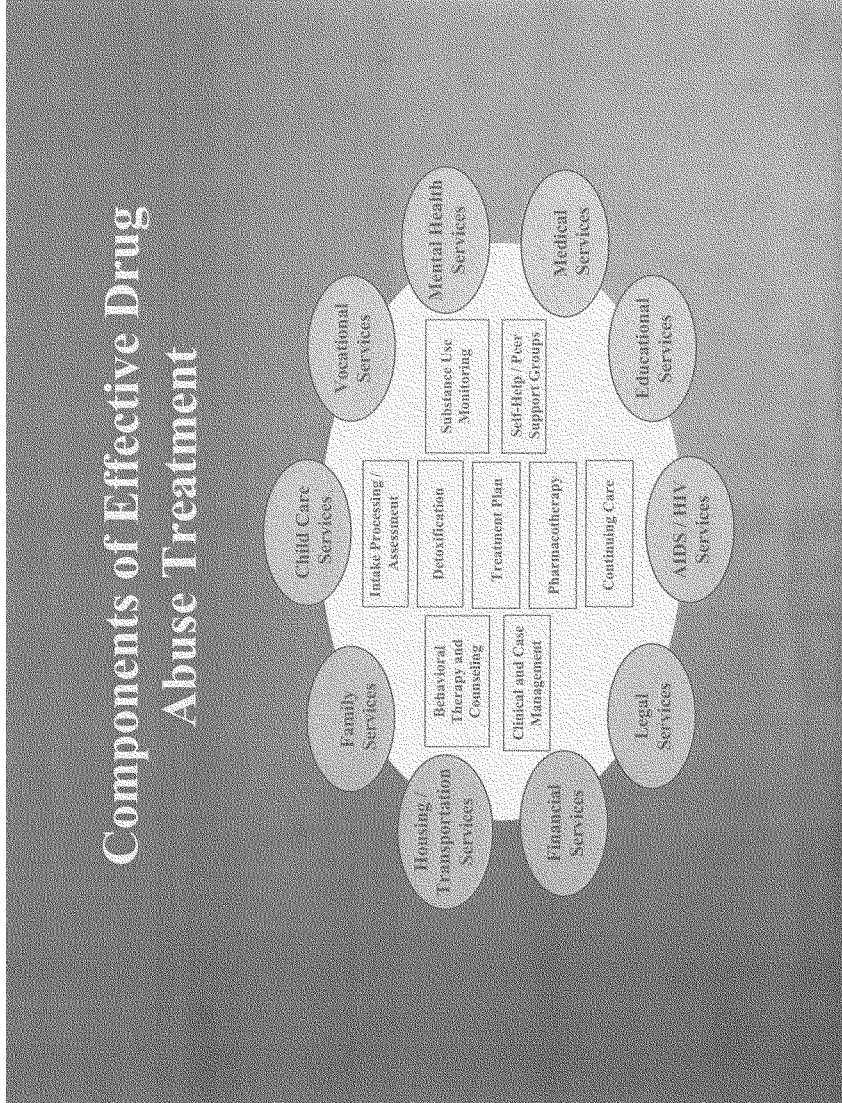 Components of Effective Drug
Abuse Treatment
Child Care
Services
Family
Services
Vocational
Services
Housing /
Transportation
Services
Mental Health
Services
Financial
Services
Medical
Services
Legal
Services
Educational
Services
AIDS / HIV
Services
Intake Processing /
Assessment
Behavioral
Therapy and
Counseling
Detoxification
Substance Use
Monitoring
Treatment Plan
Clinical and Case
Management
Pharmacotherapy
Self-Help / Peer
Support Groups
Continuing Care